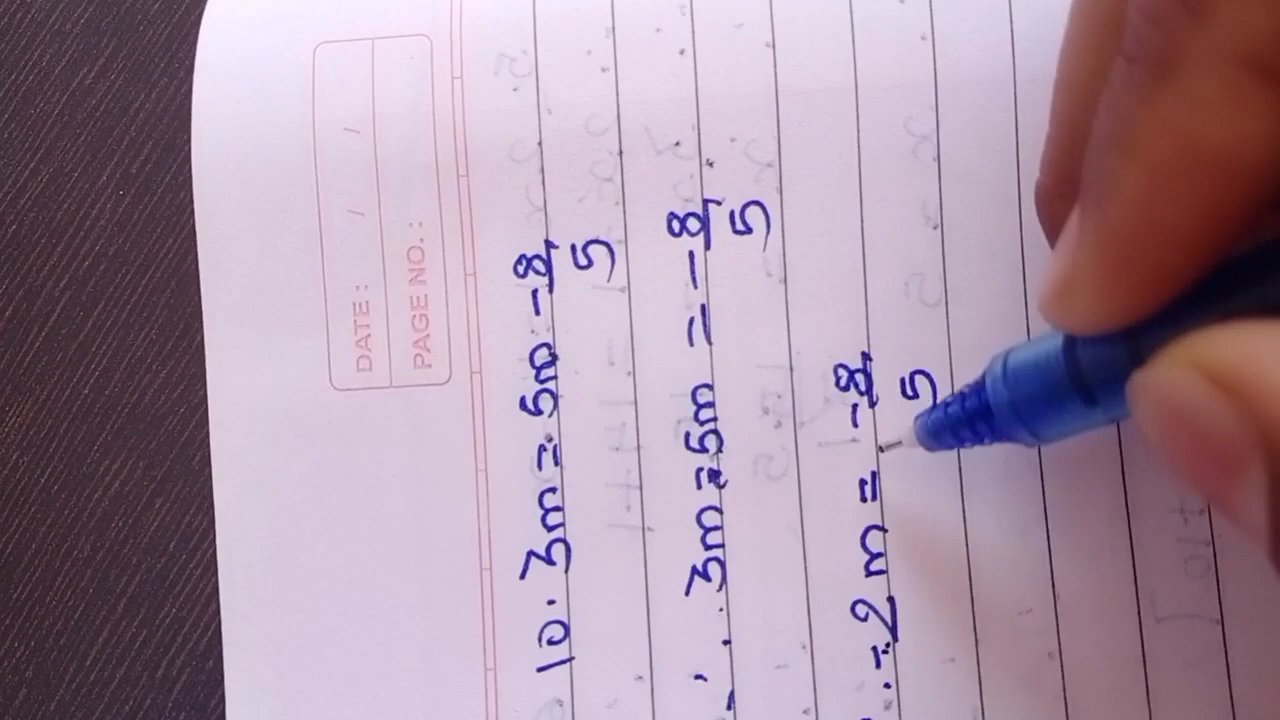 DATE: / /
PAGE NO.:
10. 3m = 5m - 8/5
∴ 3m - 5m = - 8/5
∴ -2m = - 8/5